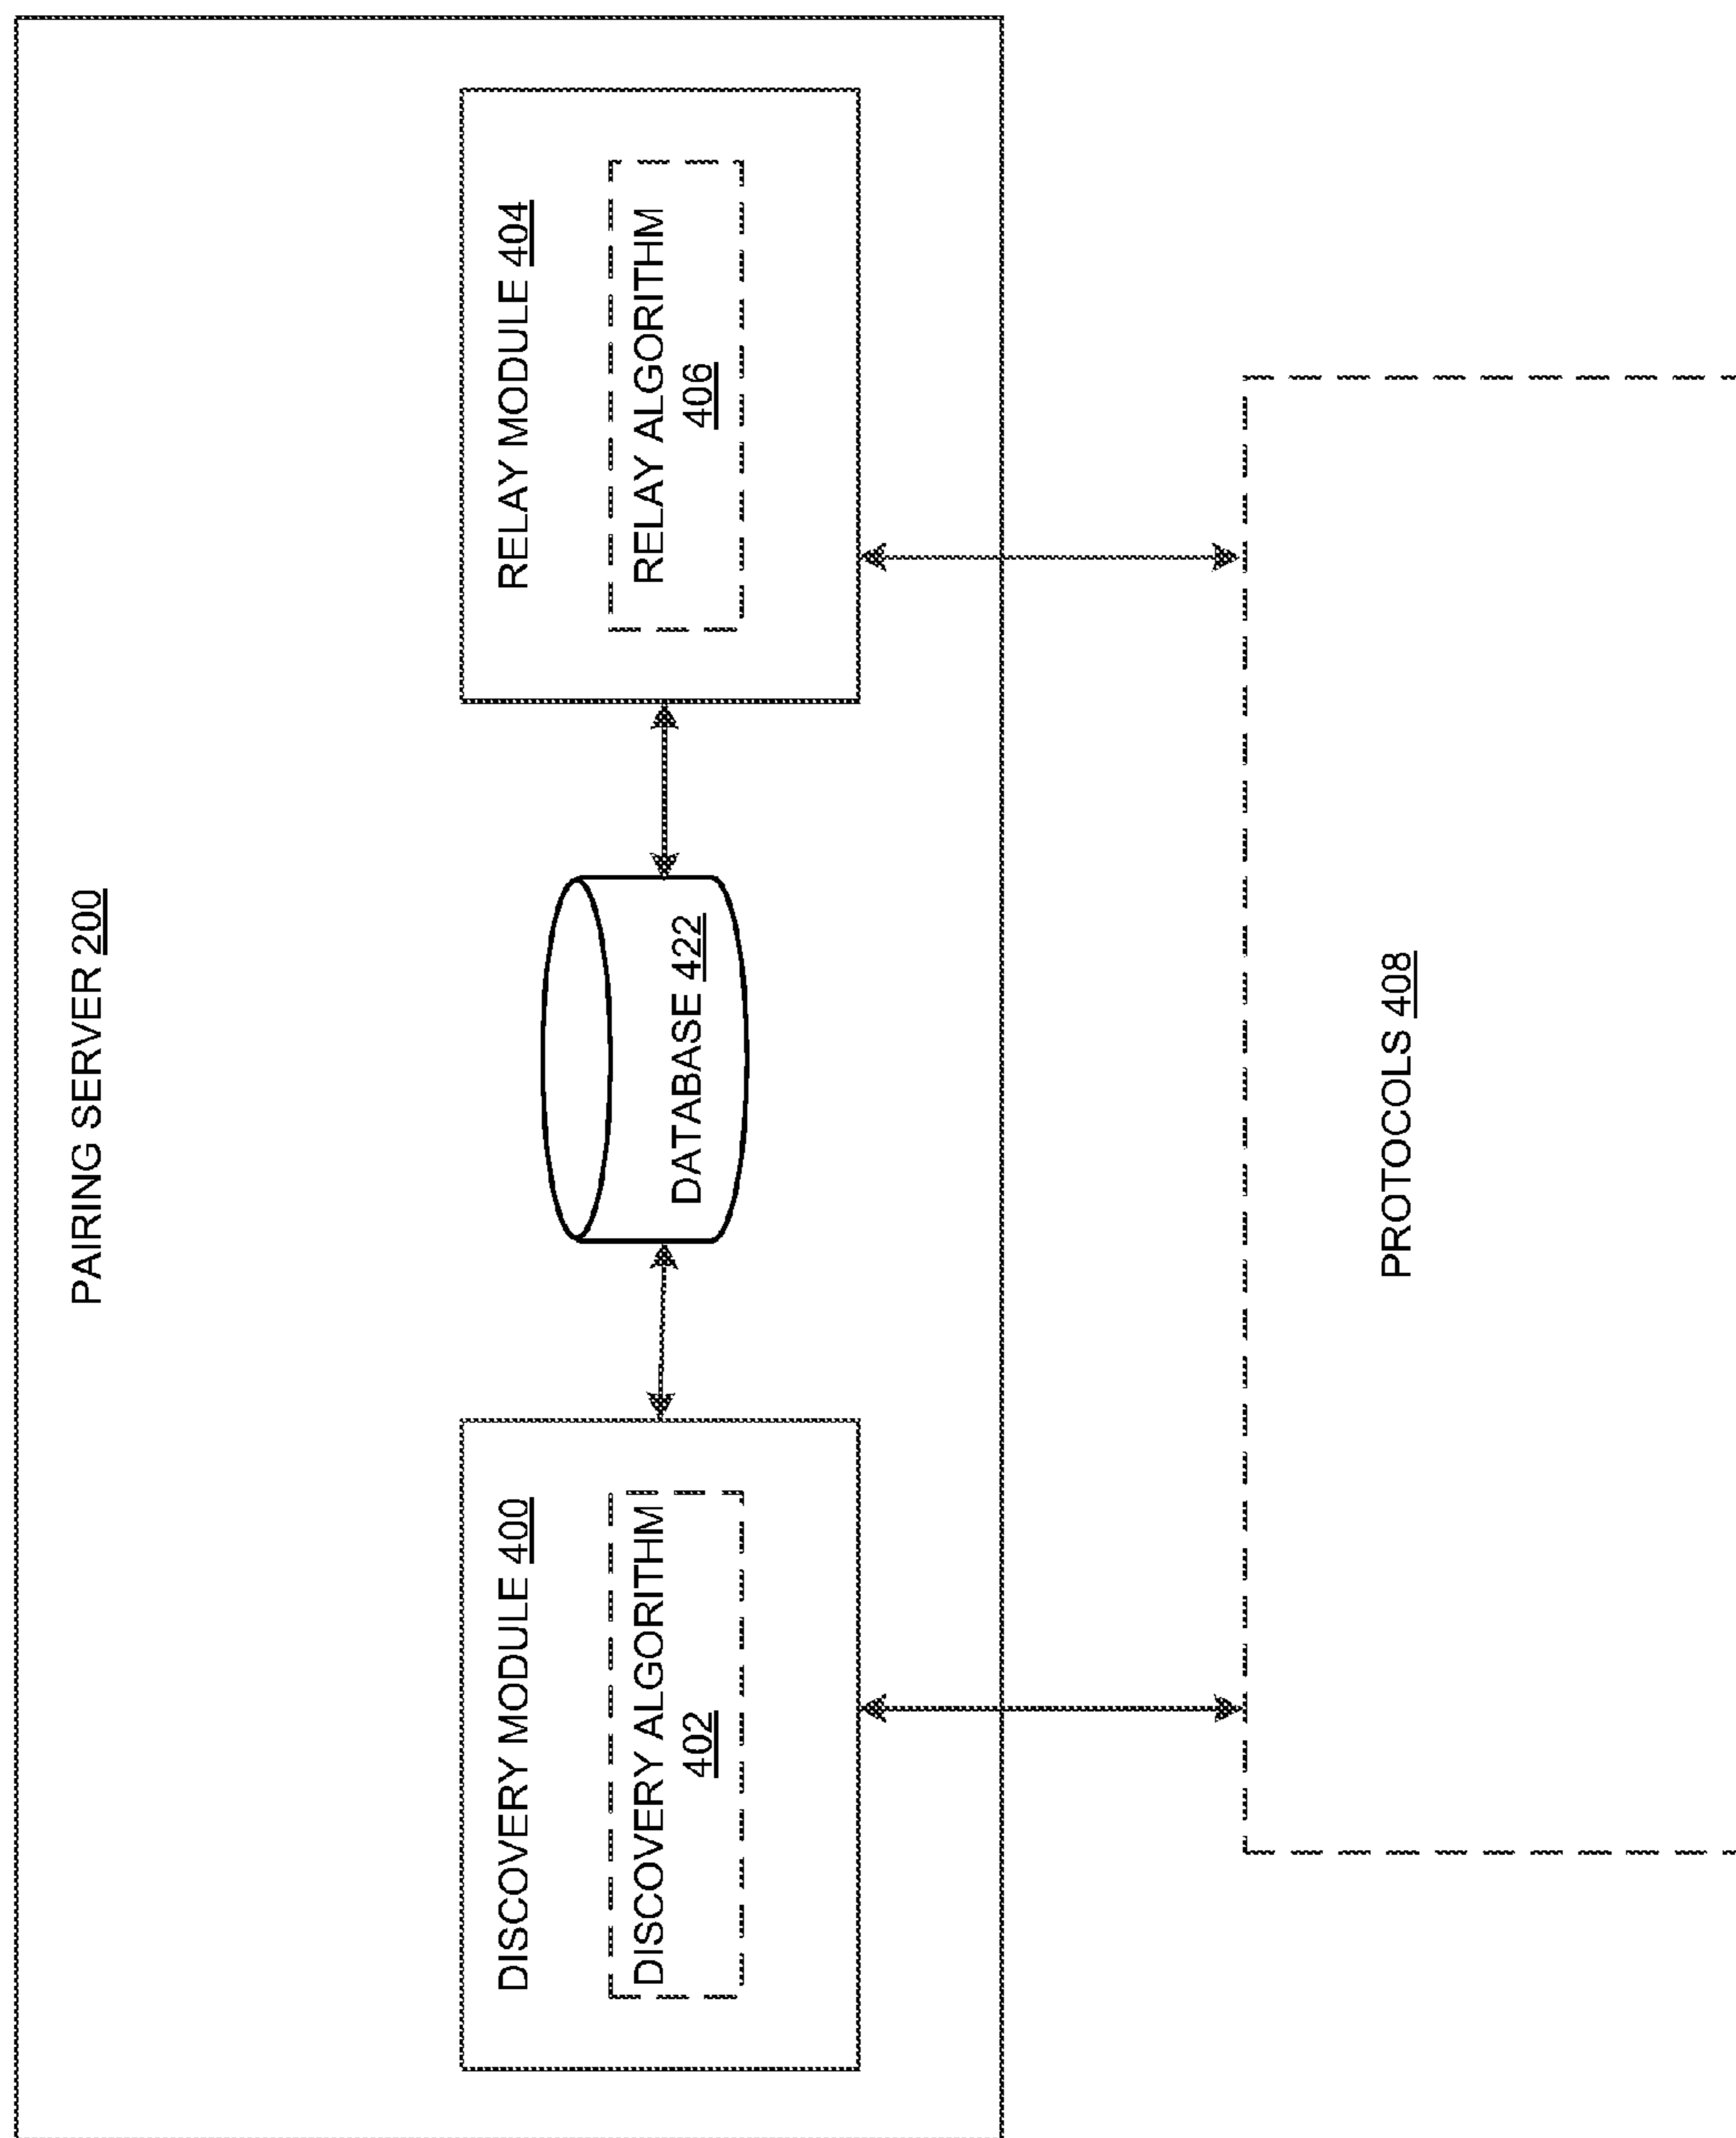 PAIRING SERVER 200
DISCOVERY MODULE 400
DISCOVERY ALGORITHM
402
DATABASE 422
RELAY MODULE 404
RELAY ALGORITHM
406
PROTOCOLS 408